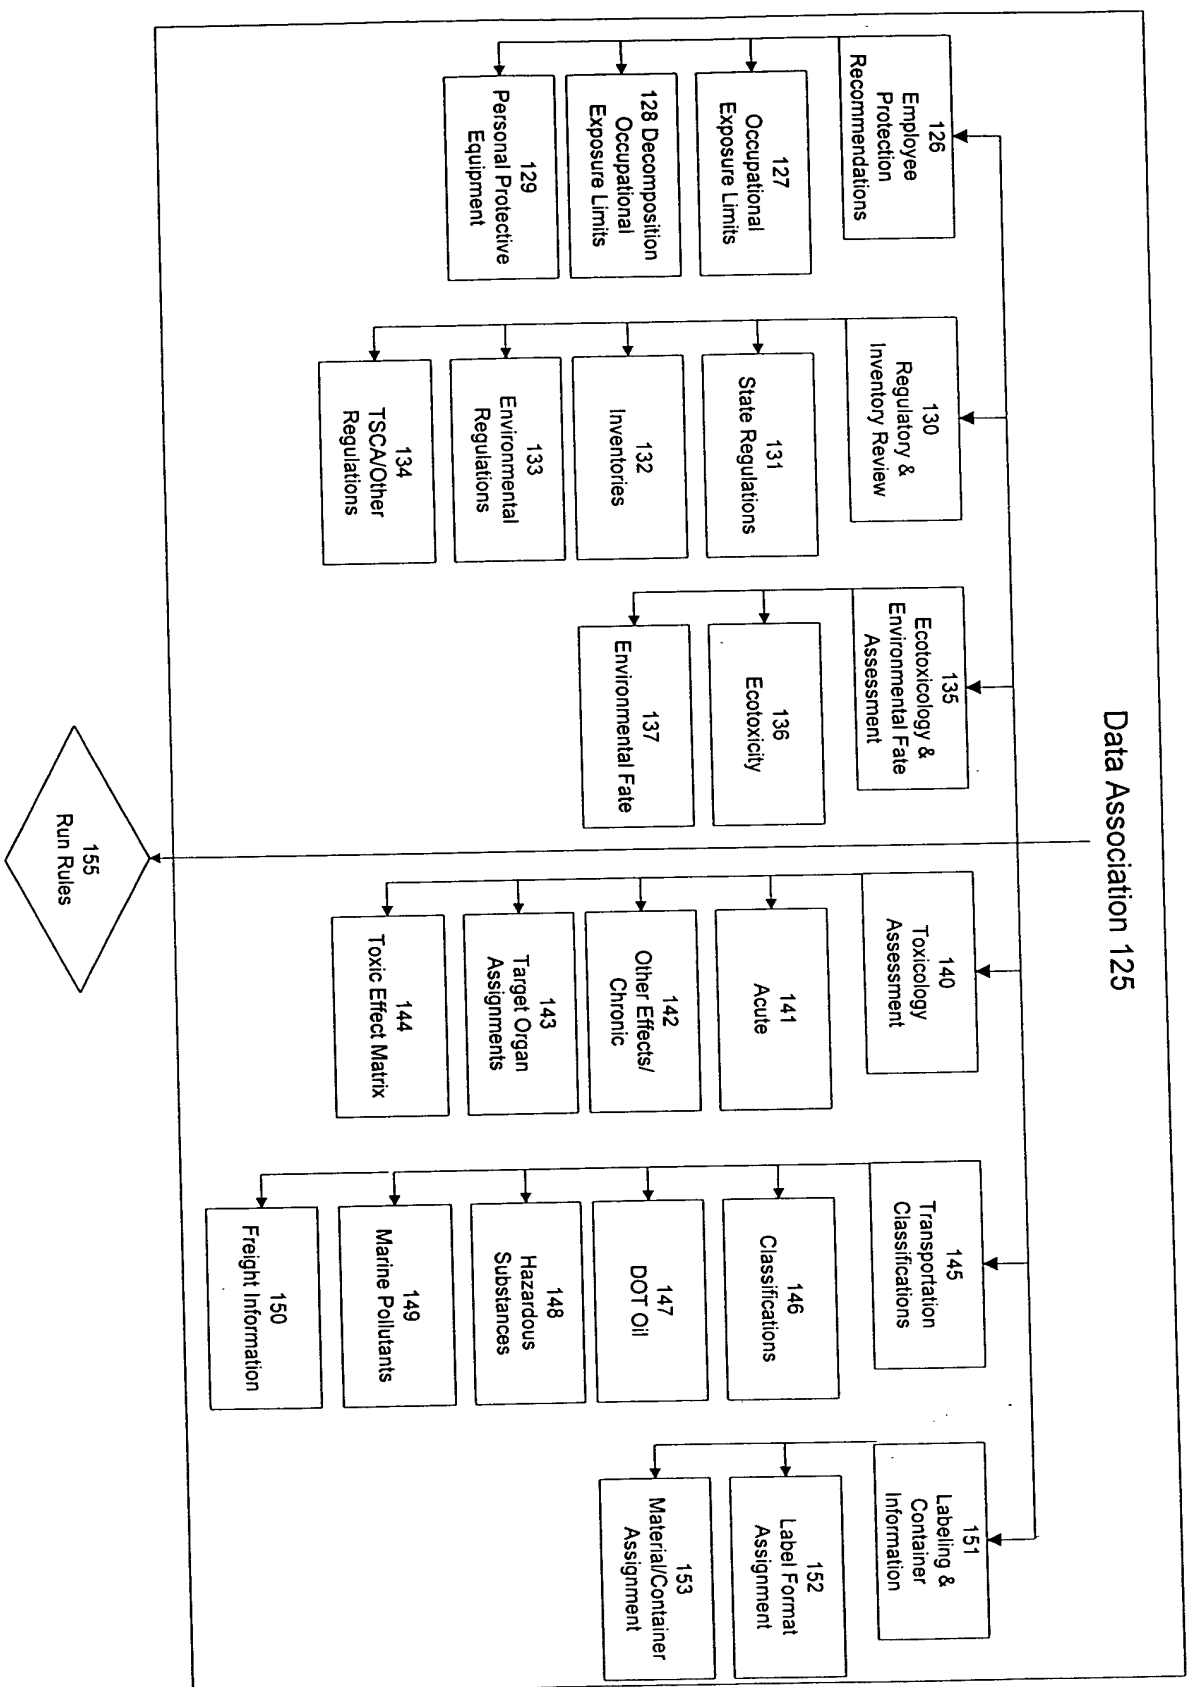 Data Association 125
126
Employee
Protection
Recommendations
127
Occupational
Exposure Limits
128 Decomposition
Occupational
Exposure Limits
129
Personal Protective
Equipment
130
Regulatory &
Inventory Review
131
State Regulations
132
Inventories
133
Environmental
Regulations
134
TSCA/Other
Regulations
135
Ecotoxicology &
Environmental Fate
Assessment
136
Ecotoxicity
137
Environmental Fate
140
Toxicology
Assessment
141
Acute
142
Other Effects/
Chronic
143
Target Organ
Assignments
144
Toxic Effect Matrix
145
Transportation
Classifications
146
Classifications
147
DOT Oil
148
Hazardous
Substances
149
Marine Pollutants
150
Freight Information
151
Labeling &
Container
Information
152
Label Format
Assignment
153
Material/Container
Assignment
155
Run Rules